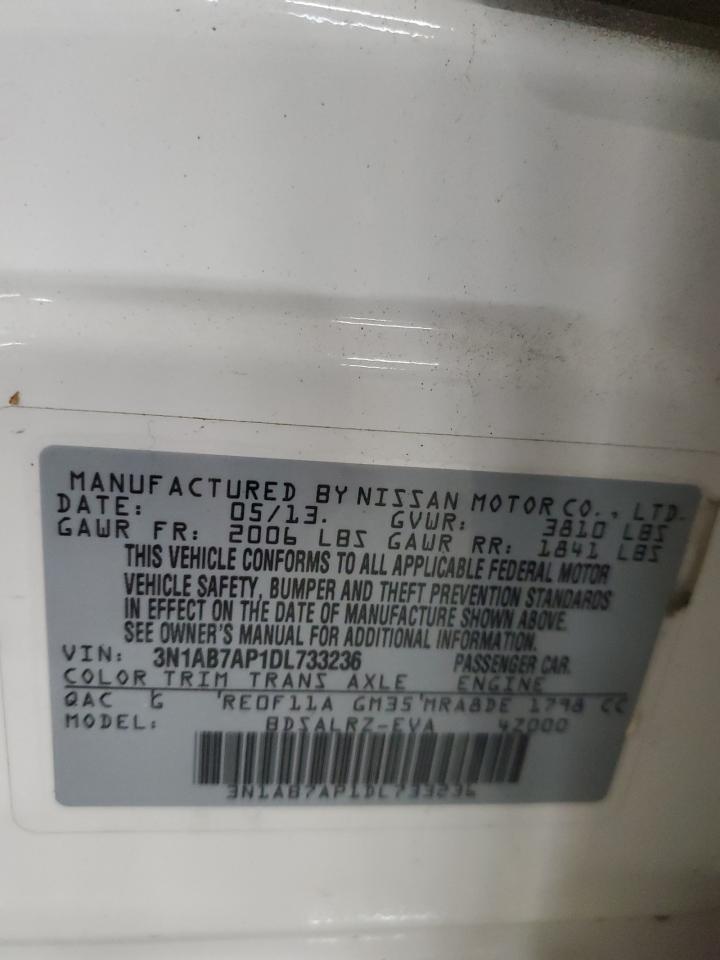 MANUFACTURED BY NISSAN MOTOR CO., LTD.
DATE: 05/13. GVWR: 3810 LBS
GAWR FR: 2006 LBS GAWR RR: 1841 LBS
THIS VEHICLE CONFORMS TO ALL APPLICABLE FEDERAL MOTOR
VEHICLE SAFETY, BUMPER AND THEFT PREVENTION STANDARDS
IN EFFECT ON THE DATE OF MANUFACTURE SHOWN ABOVE.
SEE OWNER'S MANUAL FOR ADDITIONAL INFORMATION.
VIN: 3N1AB7AP1DL733236 PASSENGER CAR
COLOR TRIM TRANS AXLE ENGINE
QAC G RE0F11A GM35 MRA8DE 1798 CC
MODEL: BDSALRZ-EVA 4Z000
3N1AB7AP1DL733236